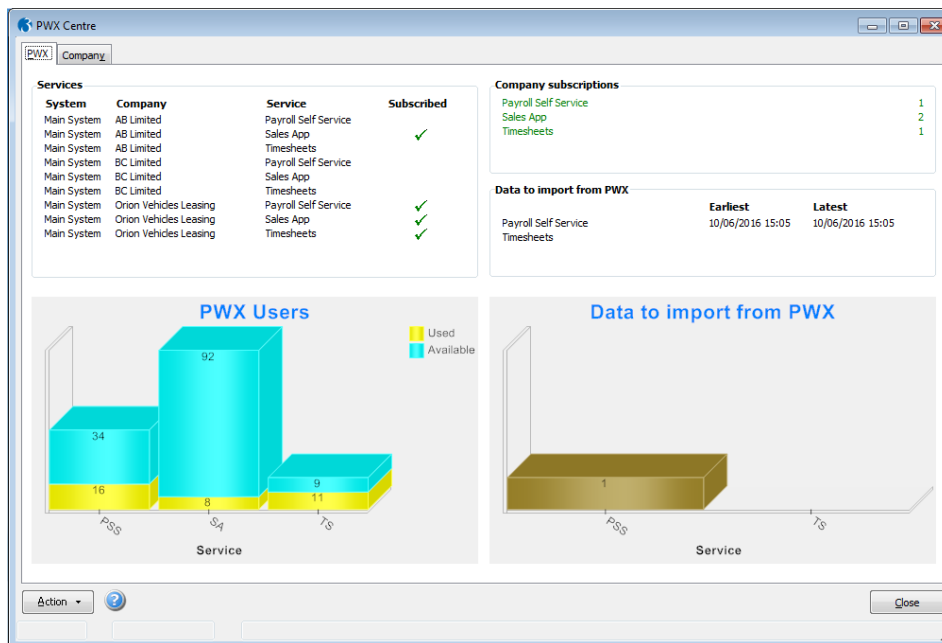 PWX Centre
PWX Company
Services
System Company Service Subscribed
Main System AB Limited Payroll Self Service
Main System AB Limited Sales App
Main System AB Limited Timesheets
Main System BC Limited Payroll Self Service
Main System BC Limited Sales App
Main System BC Limited Timesheets
Main System Orion Vehicles Leasing Payroll Self Service
Main System Orion Vehicles Leasing Sales App
Main System Orion Vehicles Leasing Timesheets
Company subscriptions
Payroll Self Service 1
Sales App 2
Timesheets 1
Data to import from PWX
Earliest Latest
Payroll Self Service 10/06/2016 15:05 10/06/2016 15:05
Timesheets
PWX Users
Used
Available
92
34
9
16
8
11
PSS SA TS
Service
Data to import from PWX
1
PSS TS
Service
Action
Close